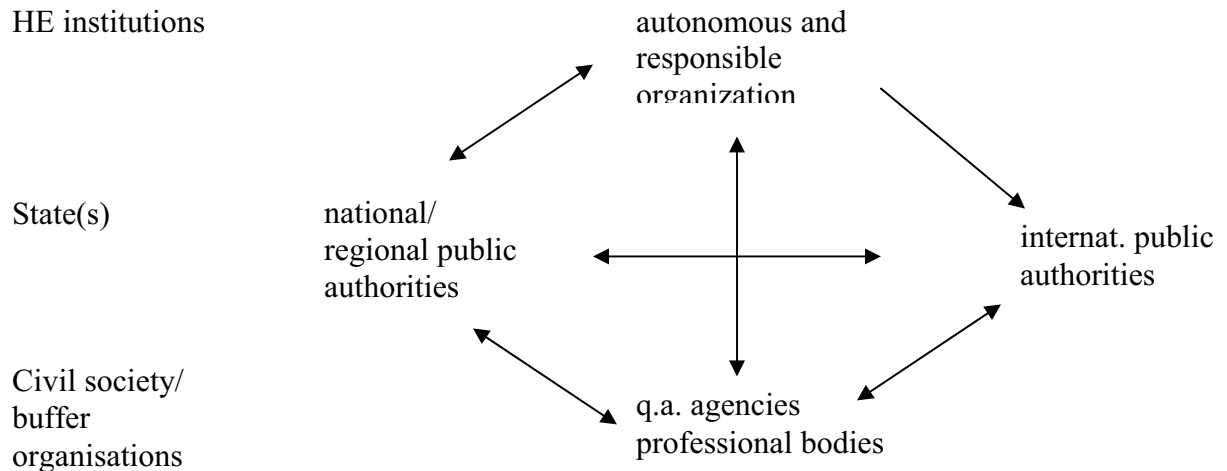 HE institutions
autonomous and
responsible
organization
State(s)
national/
regional public
authorities
internat. public
authorities
Civil society/
buffer
organisations
q.a. agencies
professional bodies